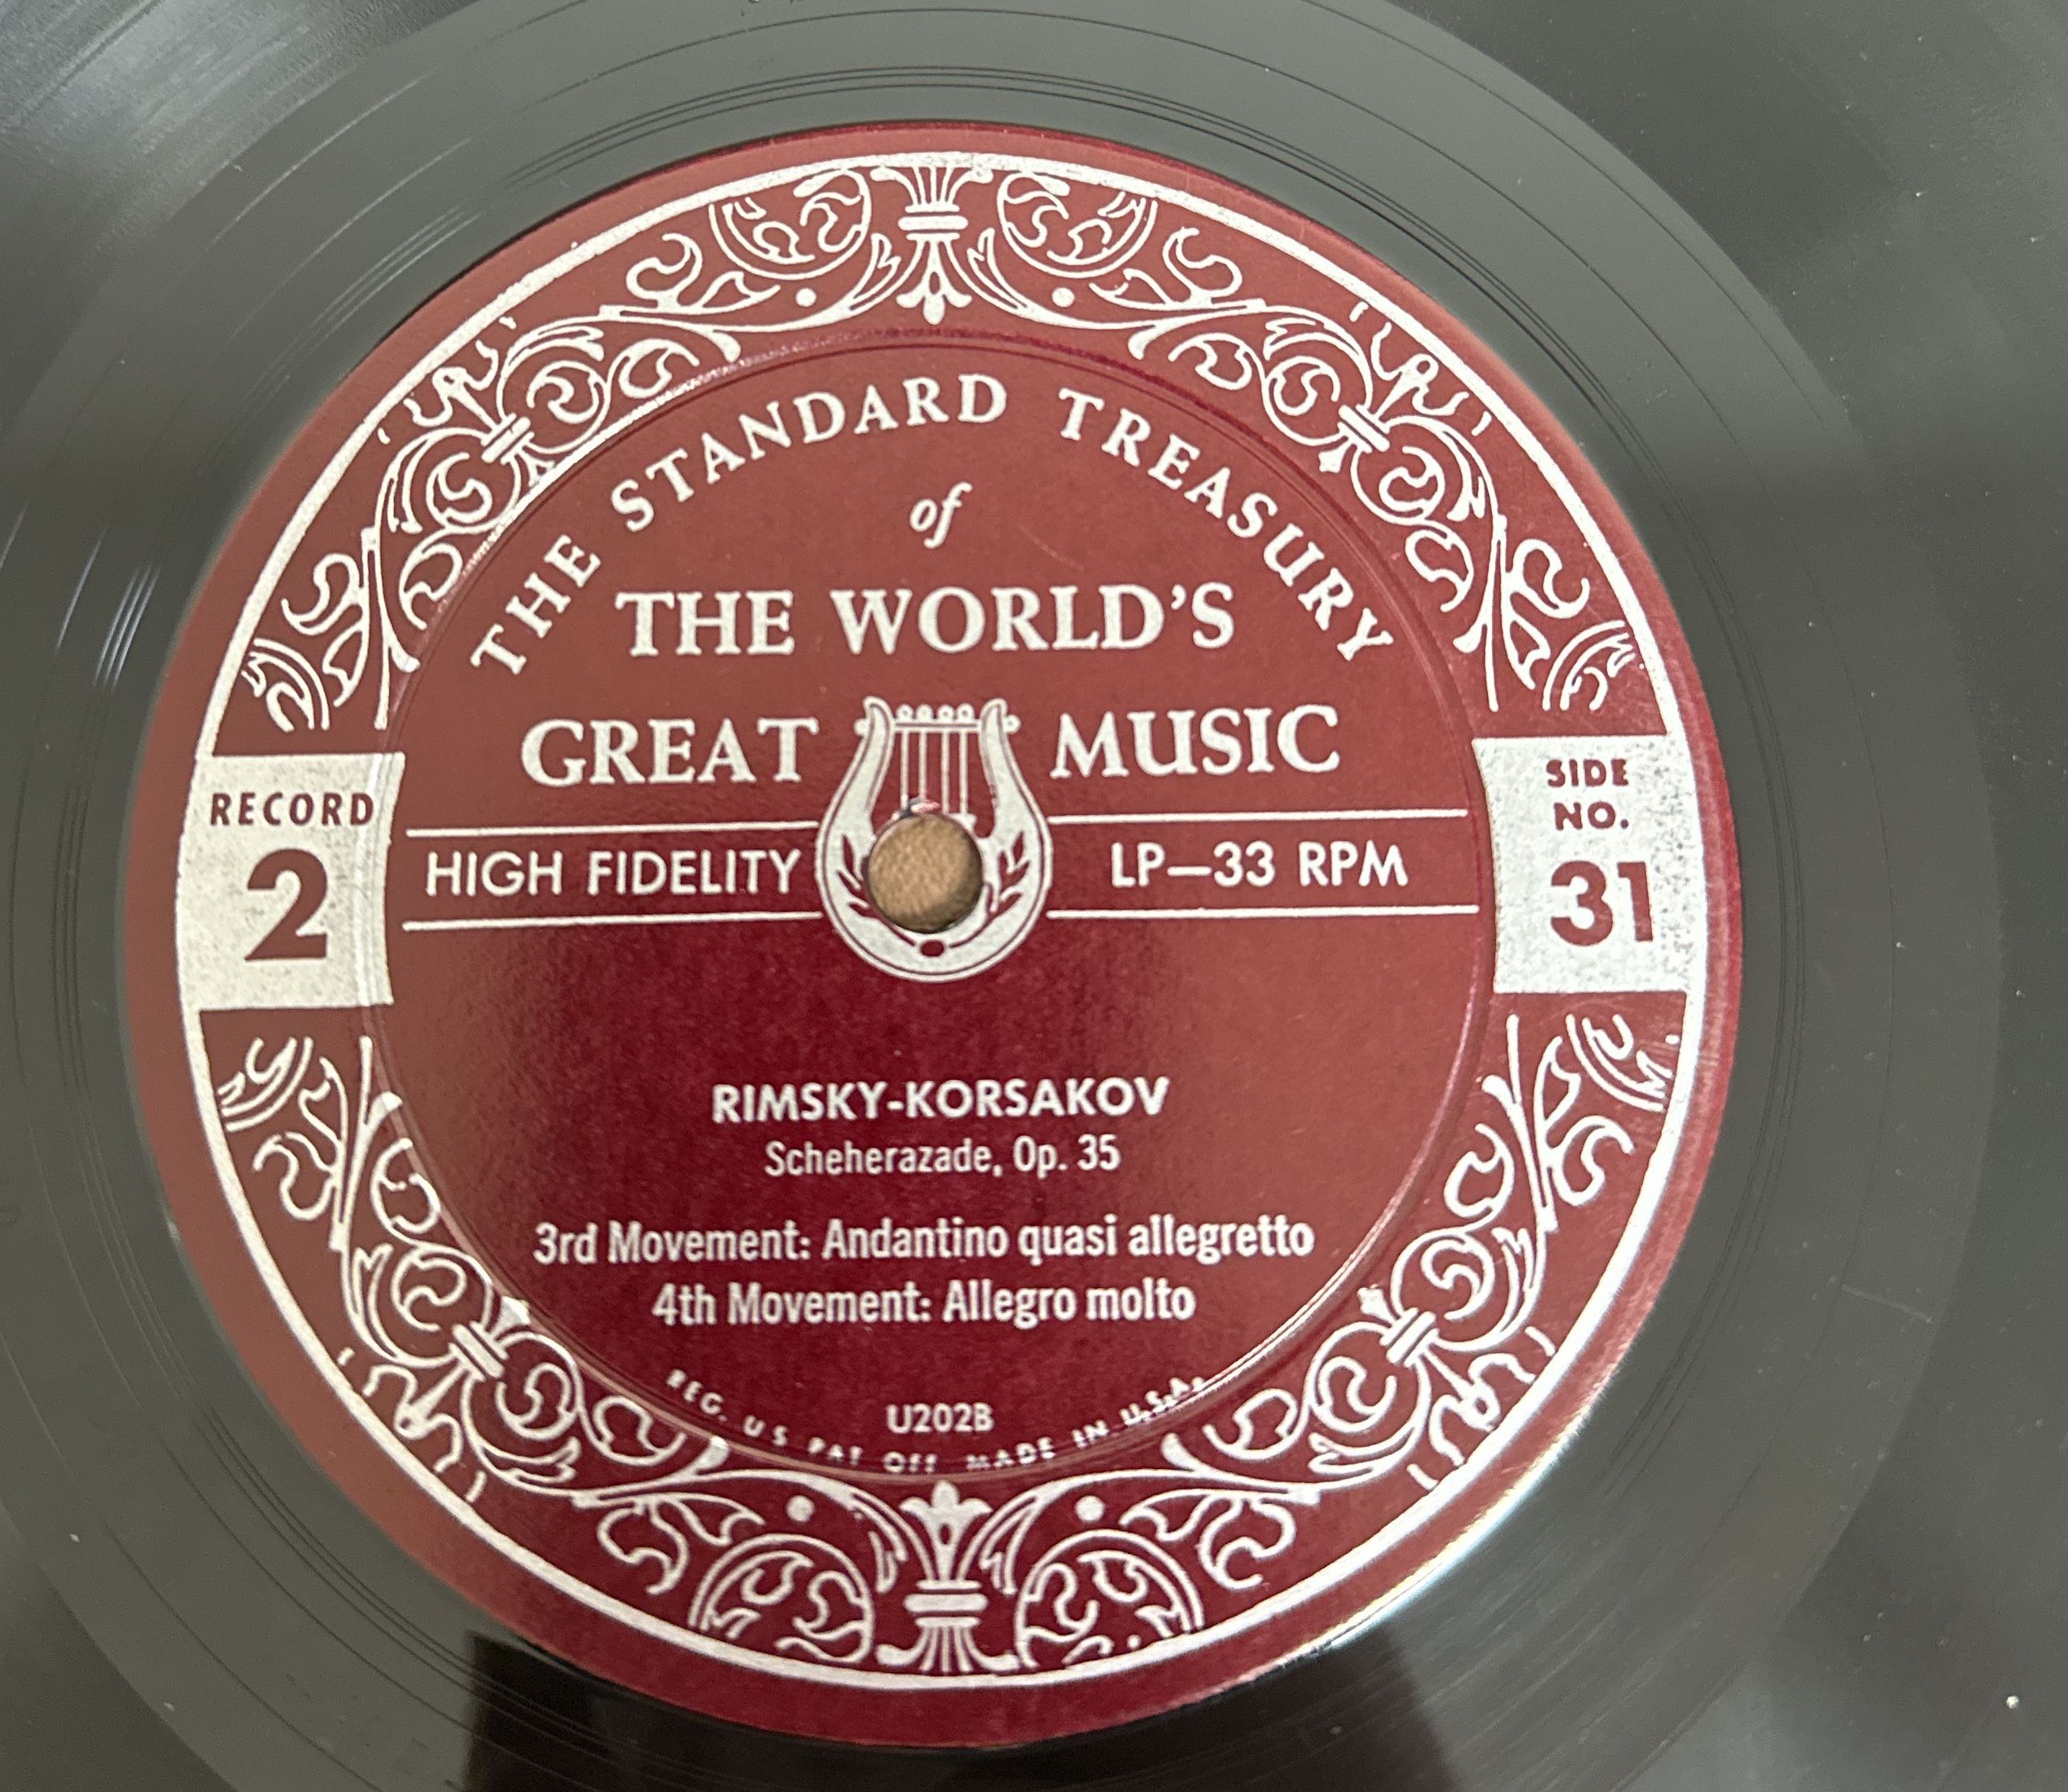 THE STANDARD TREASURY
of
THE WORLD'S
GREAT MUSIC
RECORD
2
HIGH FIDELITY
LP—33 RPM
SIDE
NO.
31
RIMSKY-KORSAKOV
Scheherazade, Op. 35
3rd Movement: Andantino quasi allegretto
4th Movement: Allegro molto
U202B
REG. U S PAT OFF MADE IN U.S.A.